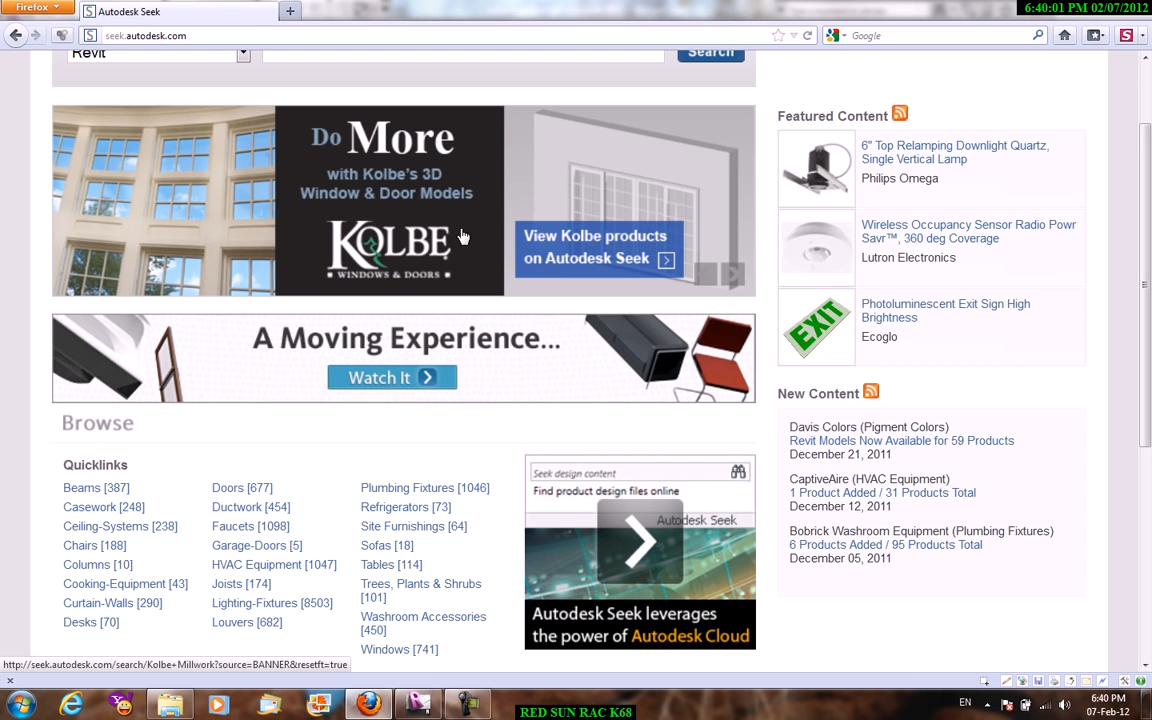 Firefox
Autodesk Seek
6:40:01 PM 02/07/2012
seek.autodesk.com
Google
Revit
Search
Do More
with Kolbe's 3D
Window & Door Models
KOLBE
WINDOWS & DOORS
View Kolbe products
on Autodesk Seek
Featured Content
6" Top Relamping Downlight Quartz,
Single Vertical Lamp
Philips Omega
Wireless Occupancy Sensor Radio Powr
Savr™, 360 deg Coverage
Lutron Electronics
EXIT
Photoluminescent Exit Sign High
Brightness
Ecoglo
A Moving Experience...
Watch It
New Content
Davis Colors (Pigment Colors)
Revit Models Now Available for 59 Products
December 21, 2011
CaptiveAire (HVAC Equipment)
1 Product Added / 31 Products Total
December 12, 2011
Bobrick Washroom Equipment (Plumbing Fixtures)
6 Products Added / 95 Products Total
December 05, 2011
Browse
Quicklinks
Beams [387]
Casework [248]
Ceiling-Systems [238]
Chairs [188]
Columns [10]
Cooking-Equipment [43]
Curtain-Walls [290]
Desks [70]
Doors [677]
Ductwork [454]
Faucets [1098]
Garage-Doors [5]
HVAC Equipment [1047]
Joists [174]
Lighting-Fixtures [8503]
Louvers [682]
Plumbing Fixtures [1046]
Refrigerators [73]
Site Furnishings [64]
Sofas [18]
Tables [114]
Trees, Plants & Shrubs
[101]
Washroom Accessories
[450]
Windows [741]
Seek design content
Find product design files online
Autodesk Seek
Autodesk Seek leverages
the power of Autodesk Cloud
http://seek.autodesk.com/search/Kolbe+Millwork?source=BANNER&resetft=true
EN
6:40 PM
07-Feb-12
RED SUN RAC K68